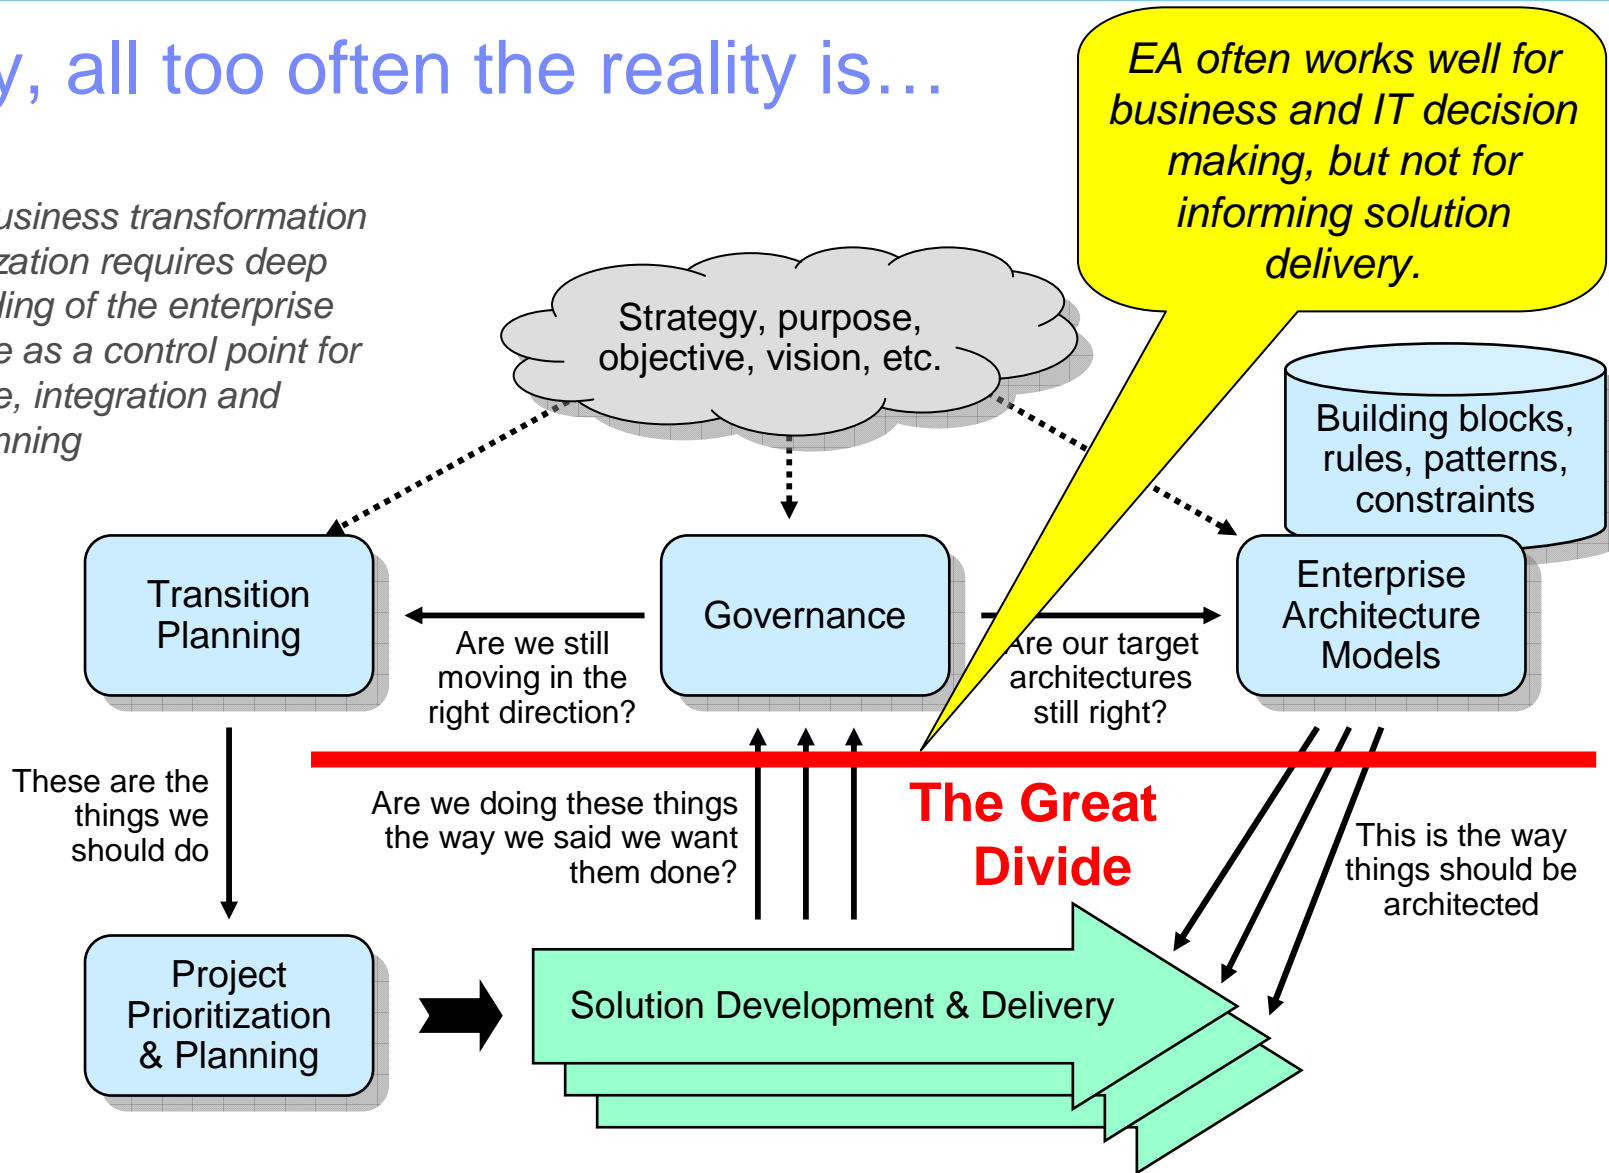 y, all too often the reality is…
EA often works well for
business and IT decision
making, but not for
informing solution
delivery.
usiness transformation
ization requires deep
ding of the enterprise
e as a control point for
e, integration and
nning
Strategy, purpose,
objective, vision, etc.
Building blocks,
rules, patterns,
constraints
Transition
Planning
Governance
Enterprise
Architecture
Models
Are we still
moving in the
right direction?
Are our target
architectures
still right?
These are the
things we
should do
Are we doing these things
the way we said we want
them done?
The Great
Divide
This is the way
things should be
architected
Project
Prioritization
& Planning
Solution Development & Delivery